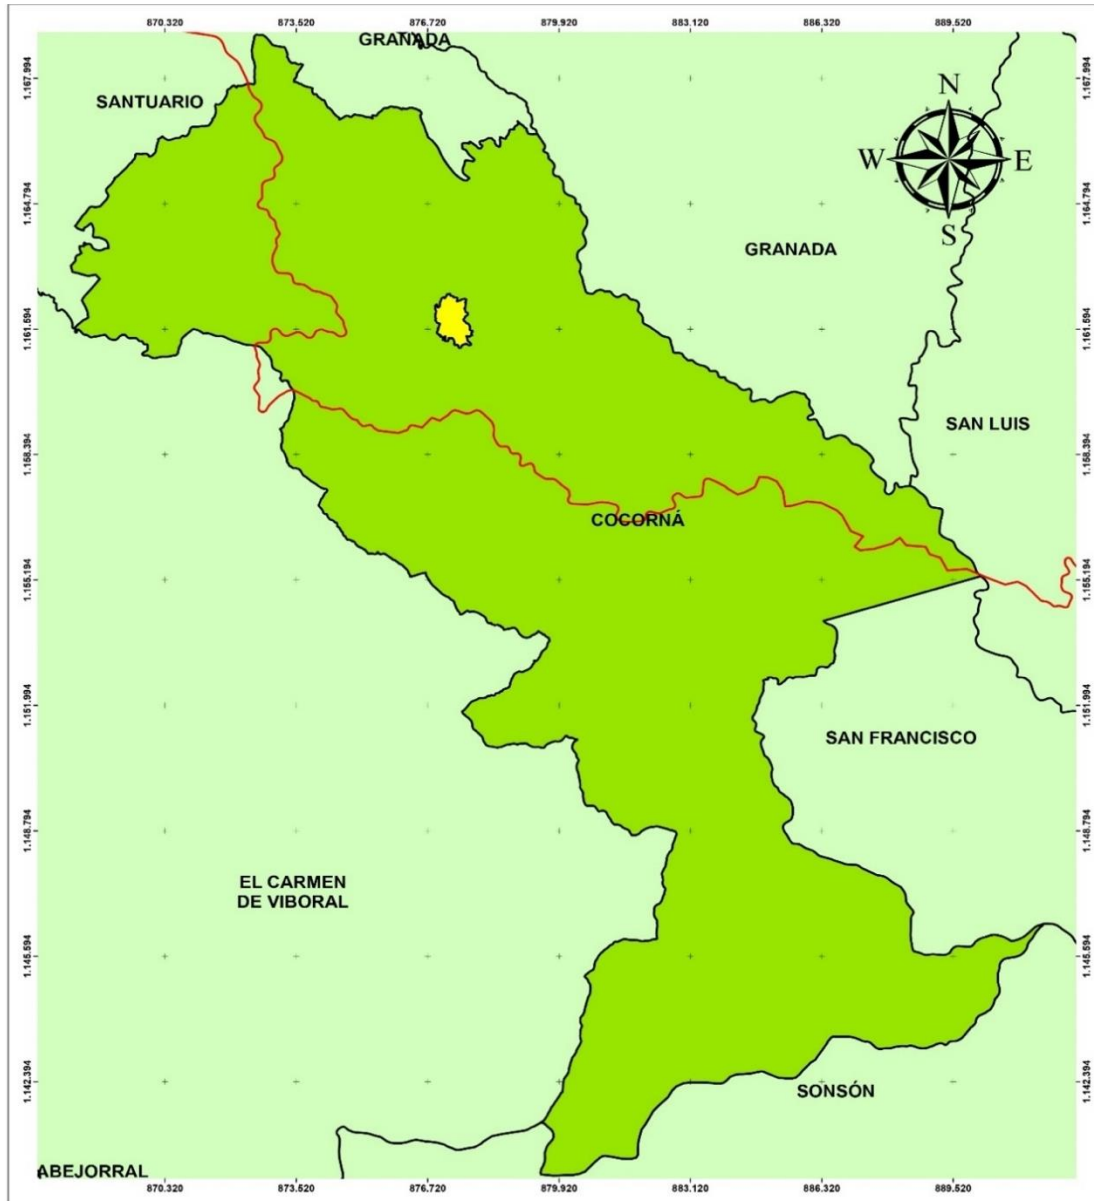 870.320 873.520 876.720 879.920 883.120 886.320 889.520
GRANADA
1.167.994 1.167.994
SANTUARIO
N
W E
S
1.164.794 1.164.794
GRANADA
1.161.594 1.161.594
SAN LUIS
1.158.394 1.158.394
COCORNÁ
1.155.194 1.155.194
1.151.994 1.151.994
SAN FRANCISCO
1.148.794 1.148.794
EL CARMEN
DE VIBORAL
1.145.594 1.145.594
1.142.394 1.142.394
SONSÓN
ABEJORRAL
870.320 873.520 876.720 879.920 883.120 886.320 889.520